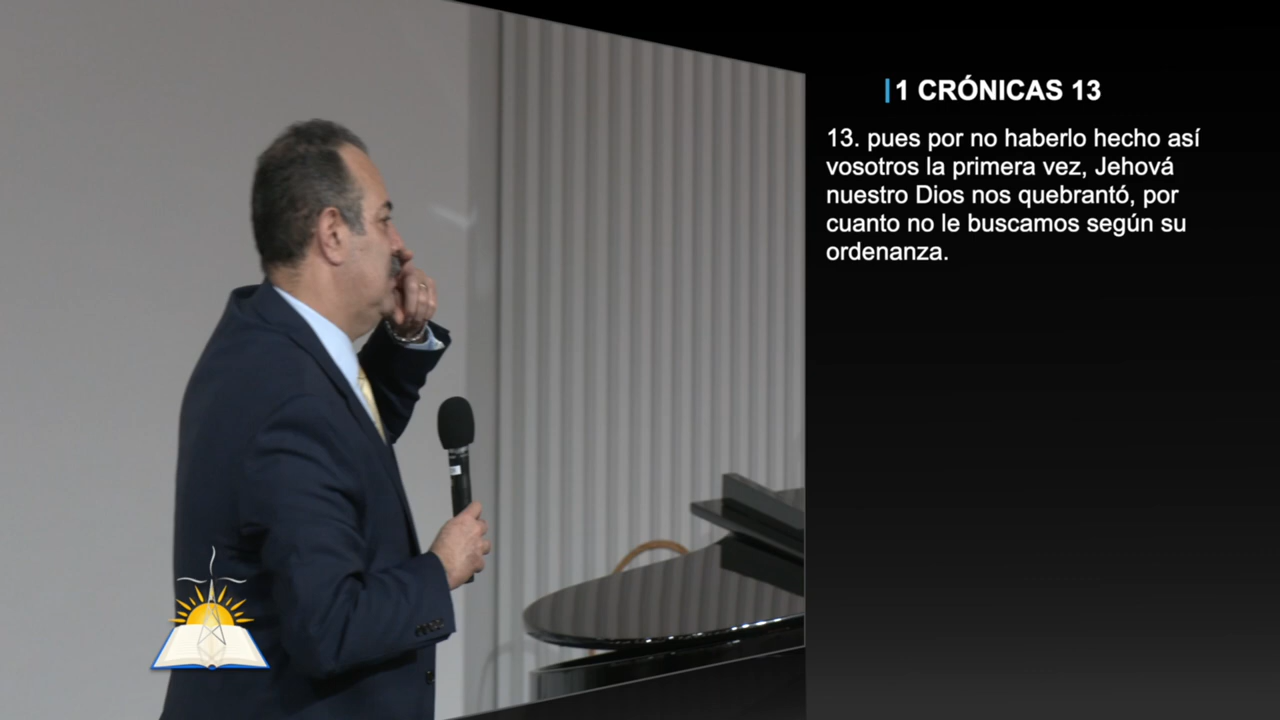 1 CRÓNICAS 13
13. pues por no haberlo hecho así
vosotros la primera vez, Jehová
nuestro Dios nos quebrantó, por
cuanto no le buscamos según su
ordenanza.